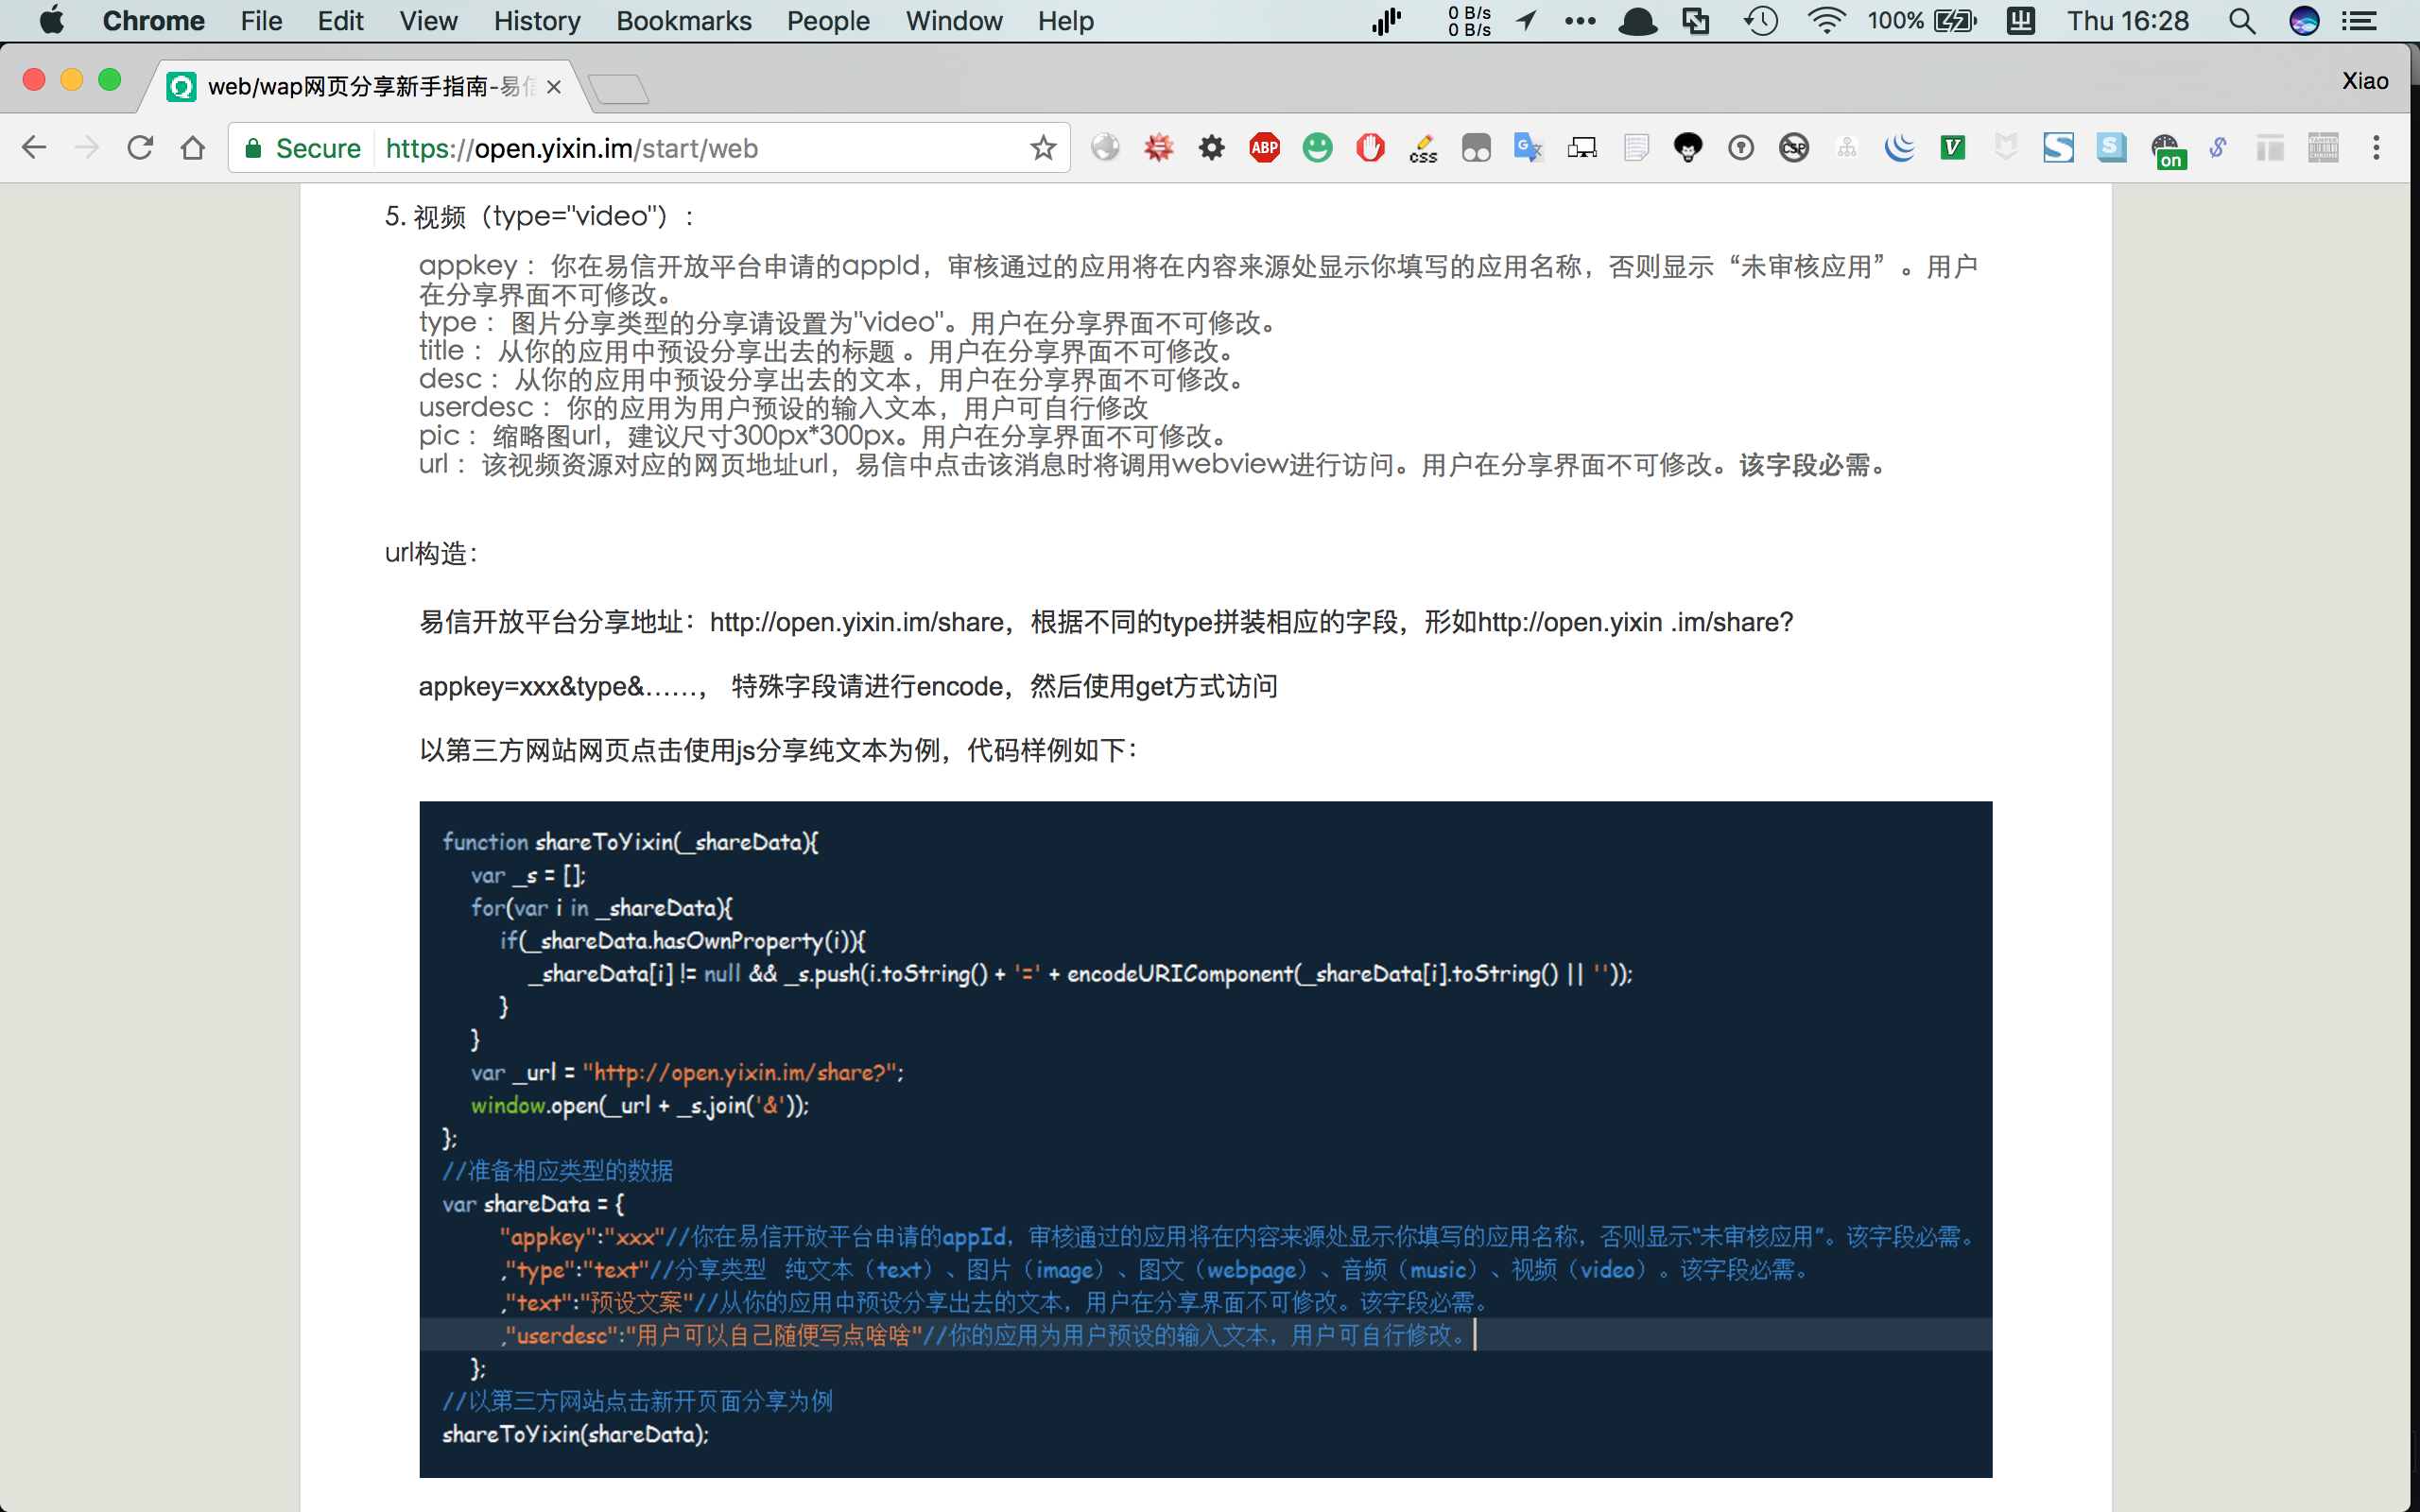 Chrome File Edit View History Bookmarks People Window Help 0 B/s 0 B/s 100% Thu 16:28
web/wap网页分享新手指南-易信 Xiao
Secure https://open.yixin.im/start/web ABP css CSP V S S on
5. 视频（type="video"）：
appkey： 你在易信开放平台申请的appId，审核通过的应用将在内容来源处显示你填写的应用名称，否则显示“未审核应用”。用户
在分享界面不可修改。
type： 图片分享类型的分享请设置为"video"。用户在分享界面不可修改。
title： 从你的应用中预设分享出去的标题 。用户在分享界面不可修改。
desc： 从你的应用中预设分享出去的文本，用户在分享界面不可修改。
userdesc： 你的应用为用户预设的输入文本，用户可自行修改
pic： 缩略图url，建议尺寸300px*300px。用户在分享界面不可修改。
url： 该视频资源对应的网页地址url，易信中点击该消息时将调用webview进行访问。用户在分享界面不可修改。该字段必需。
url构造：
易信开放平台分享地址：http://open.yixin.im/share，根据不同的type拼装相应的字段，形如http://open.yixin .im/share?
appkey=xxx&type&……， 特殊字段请进行encode，然后使用get方式访问
以第三方网站网页点击使用js分享纯文本为例，代码样例如下：
function shareToYixin(_shareData){
var _s = [];
for(var i in _shareData){
if(_shareData.hasOwnProperty(i)){
_shareData[i] != null && _s.push(i.toString() + '=' + encodeURIComponent(_shareData[i].toString() || ''));
}
}
var _url = "http://open.yixin.im/share?";
window.open(_url + _s.join('&'));
};
//准备相应类型的数据
var shareData = {
"appkey":"xxx"//你在易信开放平台申请的appId，审核通过的应用将在内容来源处显示你填写的应用名称，否则显示“未审核应用”。该字段必需。
,"type":"text"//分享类型 纯文本（text）、图片（image）、图文（webpage）、音频（music）、视频（video）。该字段必需。
,"text":"预设文案"//从你的应用中预设分享出去的文本，用户在分享界面不可修改。该字段必需。
,"userdesc":"用户可以自己随便写点啥啥"//你的应用为用户预设的输入文本，用户可自行修改。
};
//以第三方网站点击新开页面分享为例
shareToYixin(shareData);